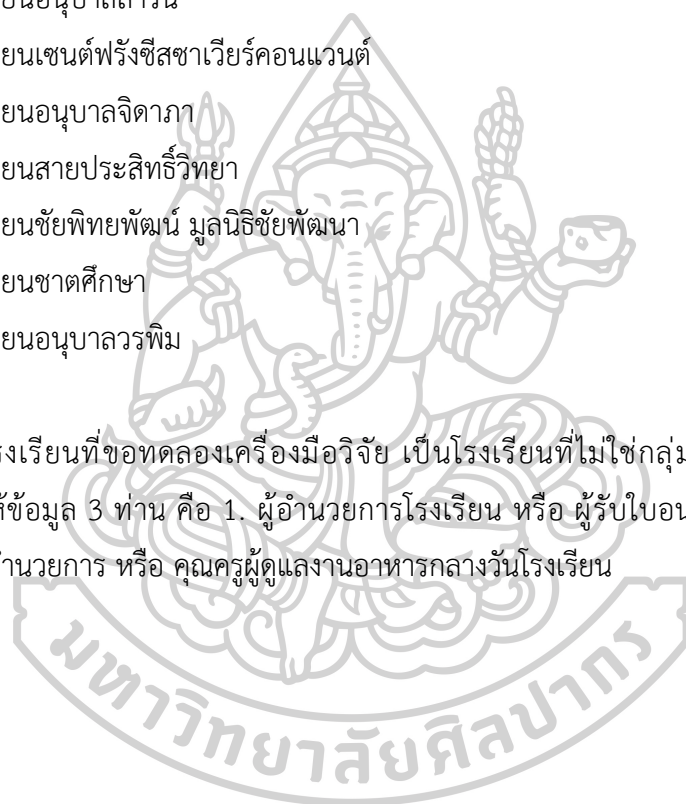 ยนเซนต์ฟรังซีสซาเวียร์คอนแวนต์
ยนอนุบาลจิดาภา
ยนสายประสิทธิ์วิทยา
ยนชัยพิทยพัฒน์ มูลนิธิชัยพัฒนา
ยนชาตศึกษา
ยนอนุบาลวรพิม
รงเรียนที่ขอทดลองเครื่องมือวิจัย เป็นโรงเรียนที่ไม่ใช่กลุ่ม
ห้ข้อมูล 3 ท่าน คือ 1. ผู้อำนวยการโรงเรียน หรือ ผู้รับใบอน
อำนวยการ หรือ คุณครูผู้ดูแลงานอาหารกลางวันโรงเรียน
มหาวิทยาลัยศิลปากร